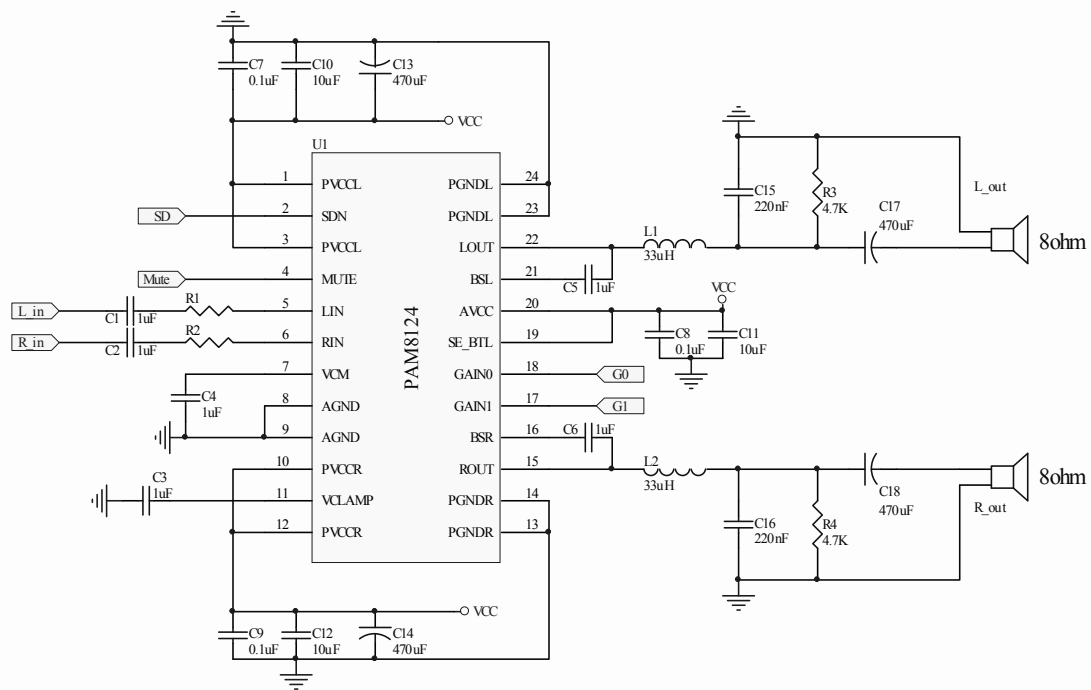 C7
0.1uF
C10
10uF
C13
470uF
VCC
U1
PAM8124
1 PVCCL
2 SDN
3 PVCCL
4 MUTE
5 LIN
6 RIN
7 VCM
8 AGND
9 AGND
10 PVCCR
11 VCLAMP
12 PVCCR
PGNDL 24
PGNDL 23
LOUT 22
BSL 21
AVCC 20
SE_BTL 19
GAIN0 18
GAIN1 17
BSR 16
ROUT 15
PGNDR 14
PGNDR 13
SD
Mute
L_in
C1
1uF
R1
R_in
C2
1uF
R2
C4
1uF
C3
1uF
C5
1uF
L1
33uH
C15
220nF
R3
4.7K
C17
470uF
L_out
8ohm
VCC
C8
0.1uF
C11
10uF
G0
G1
C6
1uF
L2
33uH
C16
220nF
R4
4.7K
C18
470uF
R_out
8ohm
VCC
C9
0.1uF
C12
10uF
C14
470uF